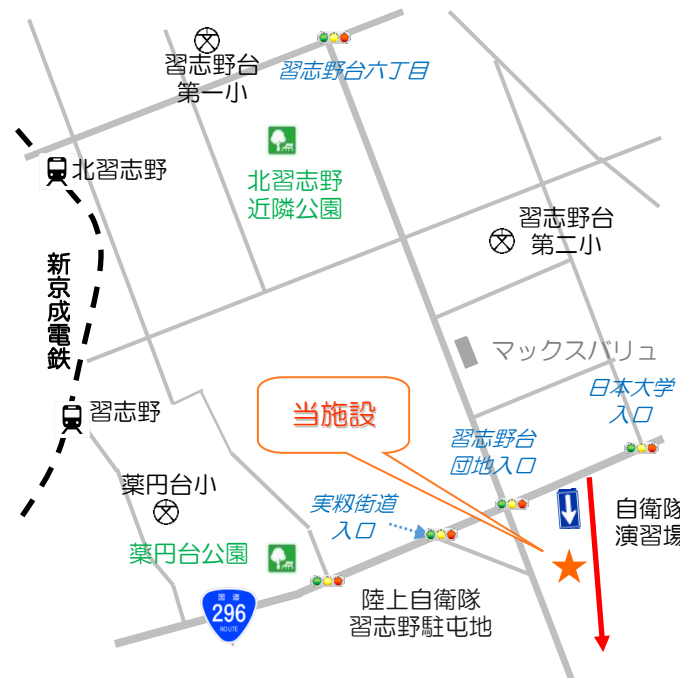 習志野台
第一小
習志野台六丁目
北習志野
北習志野
近隣公園
習志野台
第二小
新京成電鉄
マックスバリュ
日本大学
入口
習志野
当施設
習志野台
団地入口
薬円台小
実籾街道
入口
自衛隊
演習場
薬円台公園
陸上自衛隊
習志野駐屯地
国道
296
ROUTE